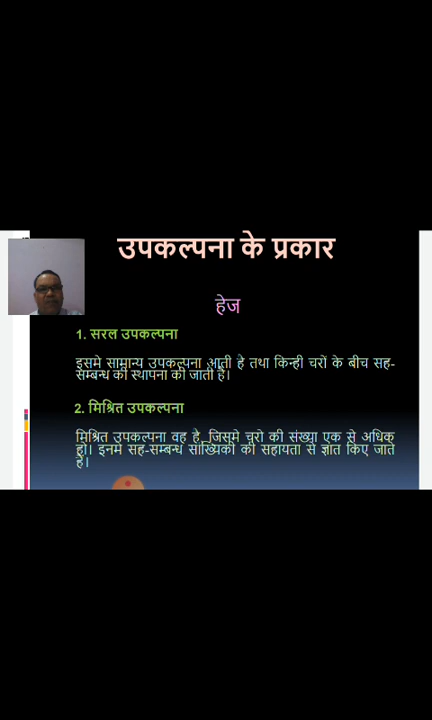 उपकल्पना के प्रकार
हेज
1. सरल उपकल्पना
इसमे सामान्य उपकल्पना आती है तथा किन्ही चरों के बीच सह-
सम्बन्ध की स्थापना की जाती है।
2. मिश्रित उपकल्पना
मिश्रित उपकल्पना वह है, जिसमे चरो की संख्या एक से अधिक
हो। इनमे सह-सम्बन्ध सांख्यिकी की सहायता से ज्ञात किए जाते
है।